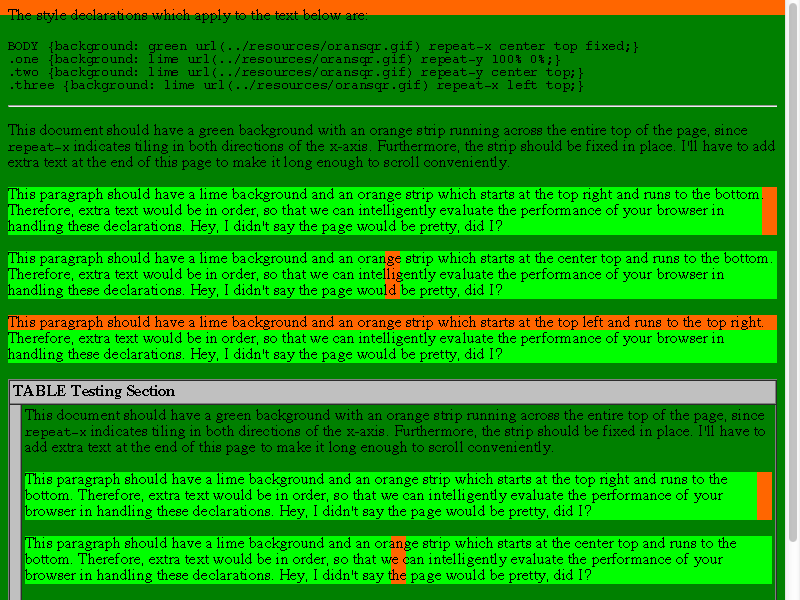 The style declarations which apply to the text below are:
BODY {background: green url(../resources/oransqr.gif) repeat-x center top fixed;}
.one {background: lime url(../resources/oransqr.gif) repeat-y 100% 0%;}
.two {background: lime url(../resources/oransqr.gif) repeat-y center top;}
.three {background: lime url(../resources/oransqr.gif) repeat-x left top;}
This document should have a green background with an orange strip running across the entire top of the page, since
repeat-x indicates tiling in both directions of the x-axis. Furthermore, the strip should be fixed in place. I'll have to add
extra text at the end of this page to make it long enough to scroll conveniently.
This paragraph should have a lime background and an orange strip which starts at the top right and runs to the bottom.
Therefore, extra text would be in order, so that we can intelligently evaluate the performance of your browser in
handling these declarations. Hey, I didn't say the page would be pretty, did I?
This paragraph should have a lime background and an orange strip which starts at the center top and runs to the bottom.
Therefore, extra text would be in order, so that we can intelligently evaluate the performance of your browser in
handling these declarations. Hey, I didn't say the page would be pretty, did I?
This paragraph should have a lime background and an orange strip which starts at the top left and runs to the top right.
Therefore, extra text would be in order, so that we can intelligently evaluate the performance of your browser in
handling these declarations. Hey, I didn't say the page would be pretty, did I?
TABLE Testing Section
This document should have a green background with an orange strip running across the entire top of the page, since
repeat-x indicates tiling in both directions of the x-axis. Furthermore, the strip should be fixed in place. I'll have to
add extra text at the end of this page to make it long enough to scroll conveniently.
This paragraph should have a lime background and an orange strip which starts at the top right and runs to the
bottom. Therefore, extra text would be in order, so that we can intelligently evaluate the performance of your
browser in handling these declarations. Hey, I didn't say the page would be pretty, did I?
This paragraph should have a lime background and an orange strip which starts at the center top and runs to the
bottom. Therefore, extra text would be in order, so that we can intelligently evaluate the performance of your
browser in handling these declarations. Hey, I didn't say the page would be pretty, did I?